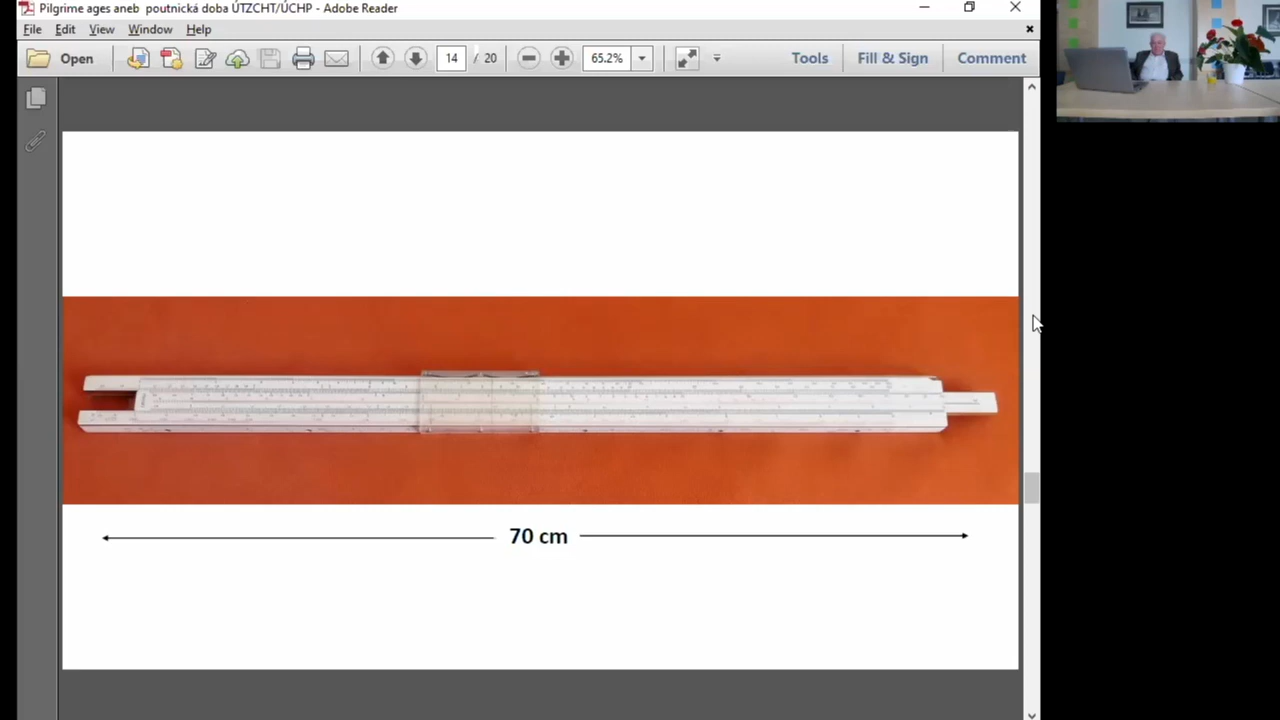 Pilgrime ages aneb poutnická doba ÚTZCHT/ÚCHP - Adobe Reader
File Edit View Window Help
Open 14 / 20 65.2% Tools Fill & Sign Comment
70 cm